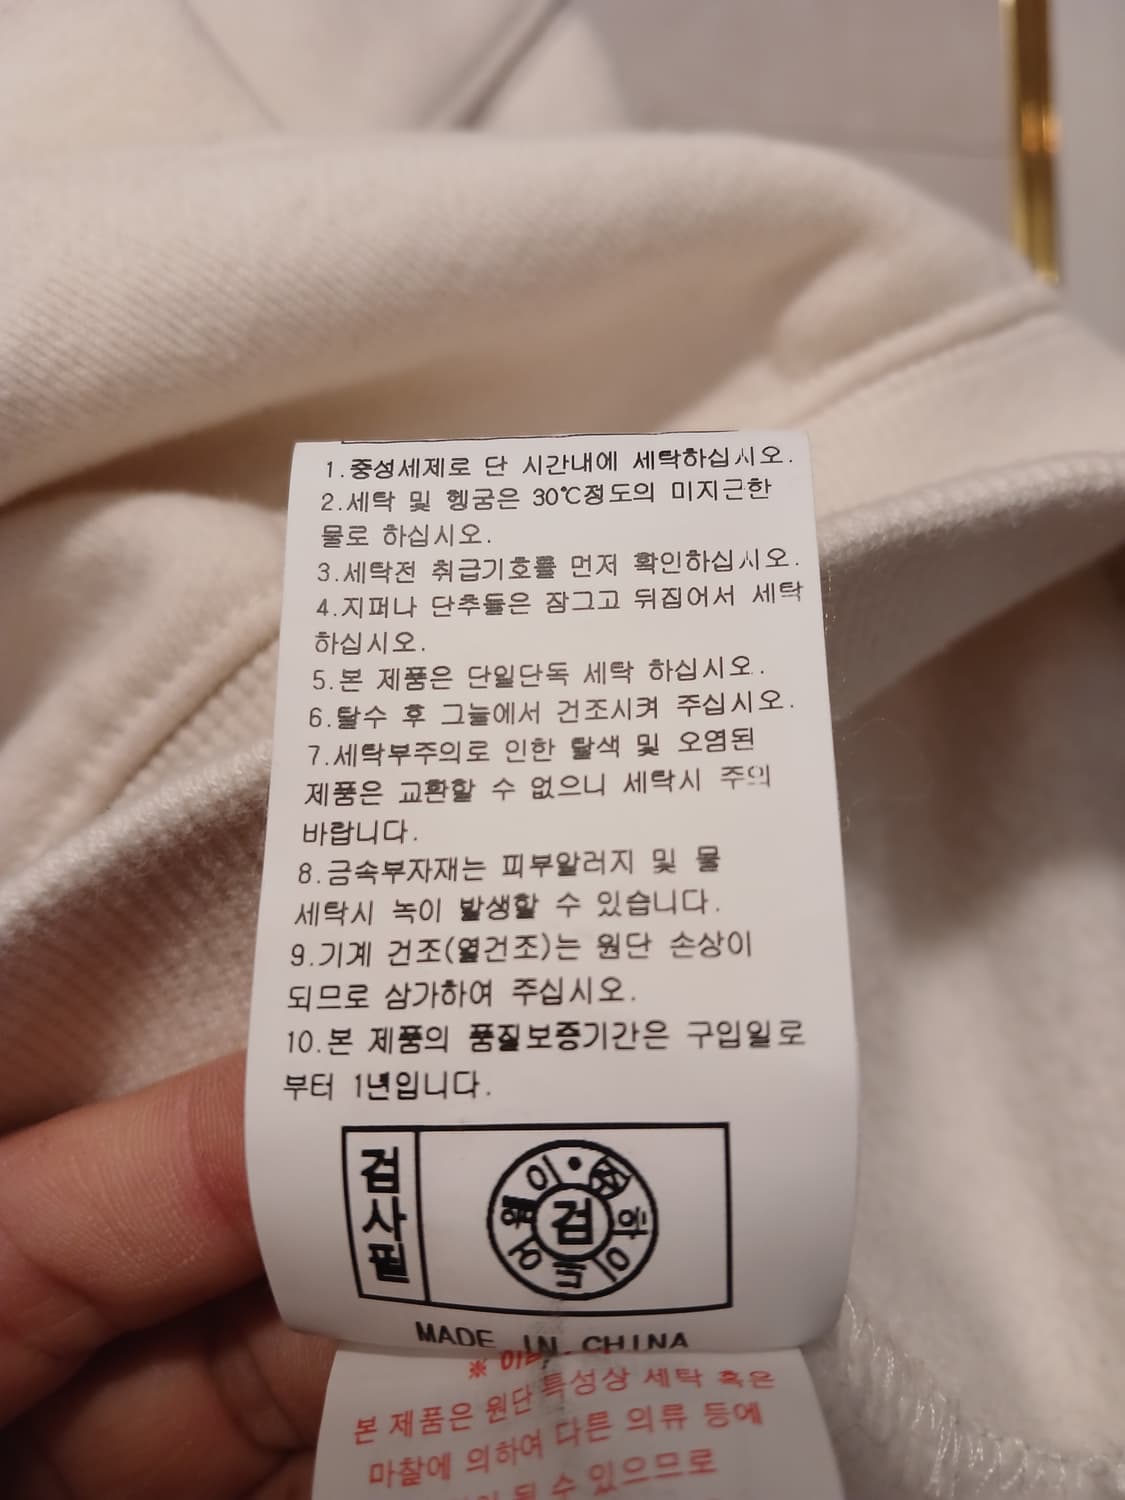 1.중성세제로 단 시간내에 세탁하십시오.
2.세탁 및 헹굼은 30℃정도의 미지근한
물로 하십시오.
3.세탁전 취급기호를 먼저 확인하십시오.
4.지퍼나 단추들은 잠그고 뒤집어서 세탁
하십시오.
5.본 제품은 단일단독 세탁 하십시오.
6.탈수 후 그늘에서 건조시켜 주십시오.
7.세탁부주의로 인한 탈색 및 오염된
제품은 교환할 수 없으니 세탁시 주의
바랍니다.
8.금속부자재는 피부알러지 및 물
세탁시 녹이 발생할 수 있습니다.
9.기계 건조(열건조)는 원단 손상이
되므로 삼가하여 주십시오.
10.본 제품의 품질보증기간은 구입일로
부터 1년입니다.
검사필
검
MADE IN CHINA
※
본 제품은 원단 특성상 세탁 혹은
마찰에 의하여 다른 의류 등에
될 수 있으므로